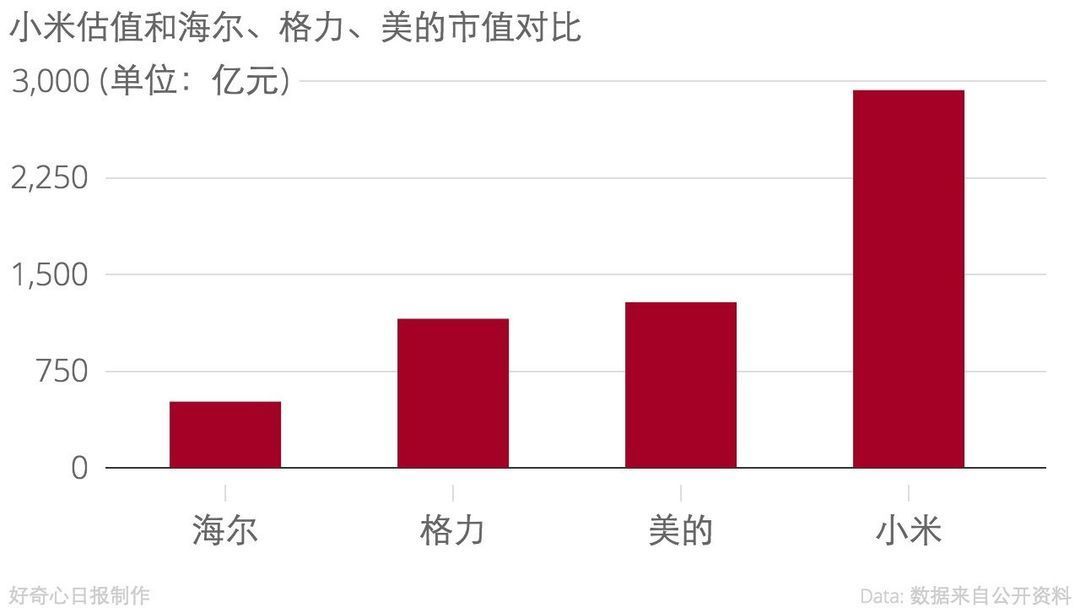 小米估值和海尔、格力、美的市值对比
3,000 (单位：亿元)
2,250
1,500
750
0
海尔 格力 美的 小米
好奇心日报制作 Data: 数据来自公开资料